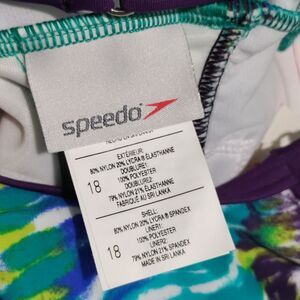 speedo
EXTÉRIEUR:
80% NYLON 20% LYCRA® ÉLASTHANNE
DOUBLURE1:
100% POLYESTER
DOUBLURE2:
79% NYLON 21% ÉLASTHANNE
FABRIQUÉ AU SRI LANKA
18
SHELL:
80% NYLON 20% LYCRA® SPANDEX
LINER1:
100% POLYESTER
LINER2:
79% NYLON 21% SPANDEX
MADE IN SRI LANKA
18